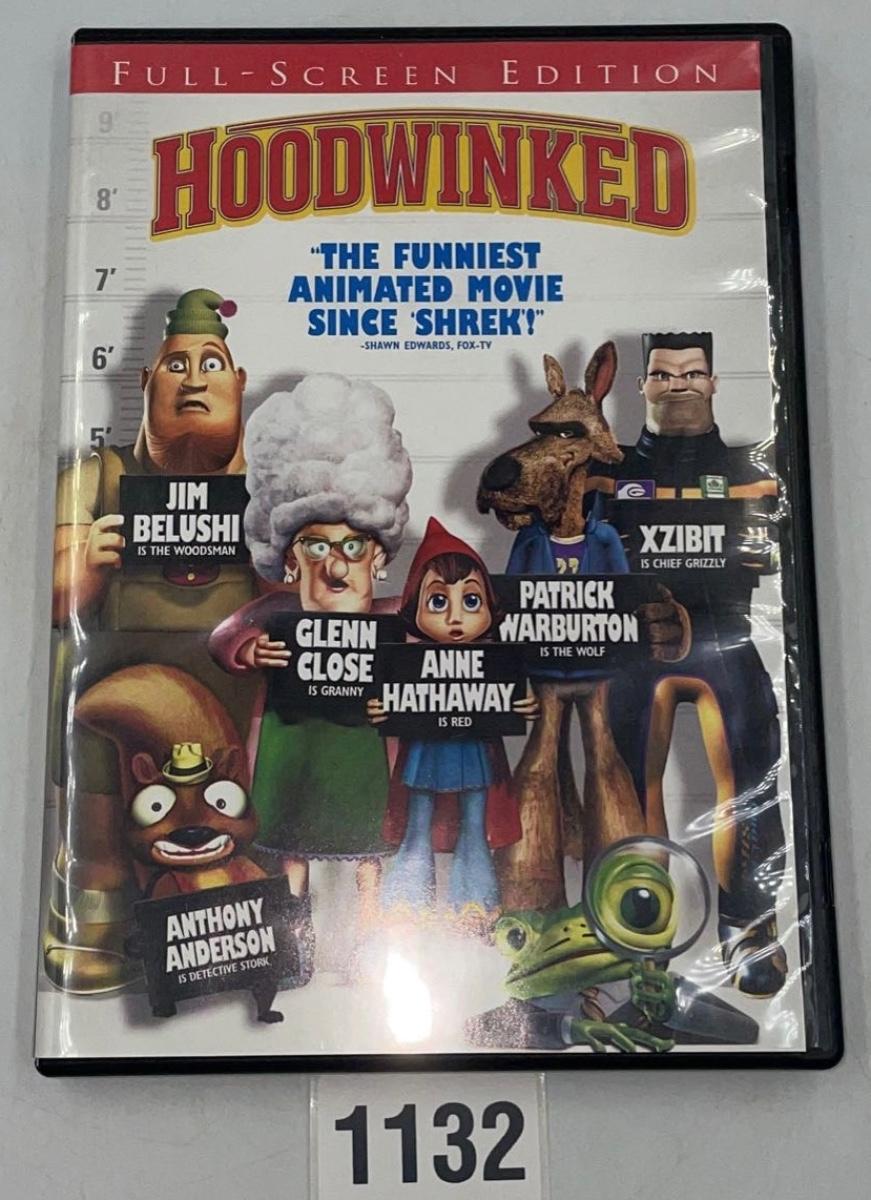 FULL-SCREEN EDITION
HOODWINKED
9'
8'
7'
6'
5'
"THE FUNNIEST
ANIMATED MOVIE
SINCE 'SHREK'!"
-SHAWN EDWARDS, FOX-TV
JIM
BELUSHI
IS THE WOODSMAN
GLENN
CLOSE
IS GRANNY
ANNE
HATHAWAY
IS RED
PATRICK
WARBURTON
IS THE WOLF
XZIBIT
IS CHIEF GRIZZLY
ANTHONY
ANDERSON
IS DETECTIVE STORK
1132